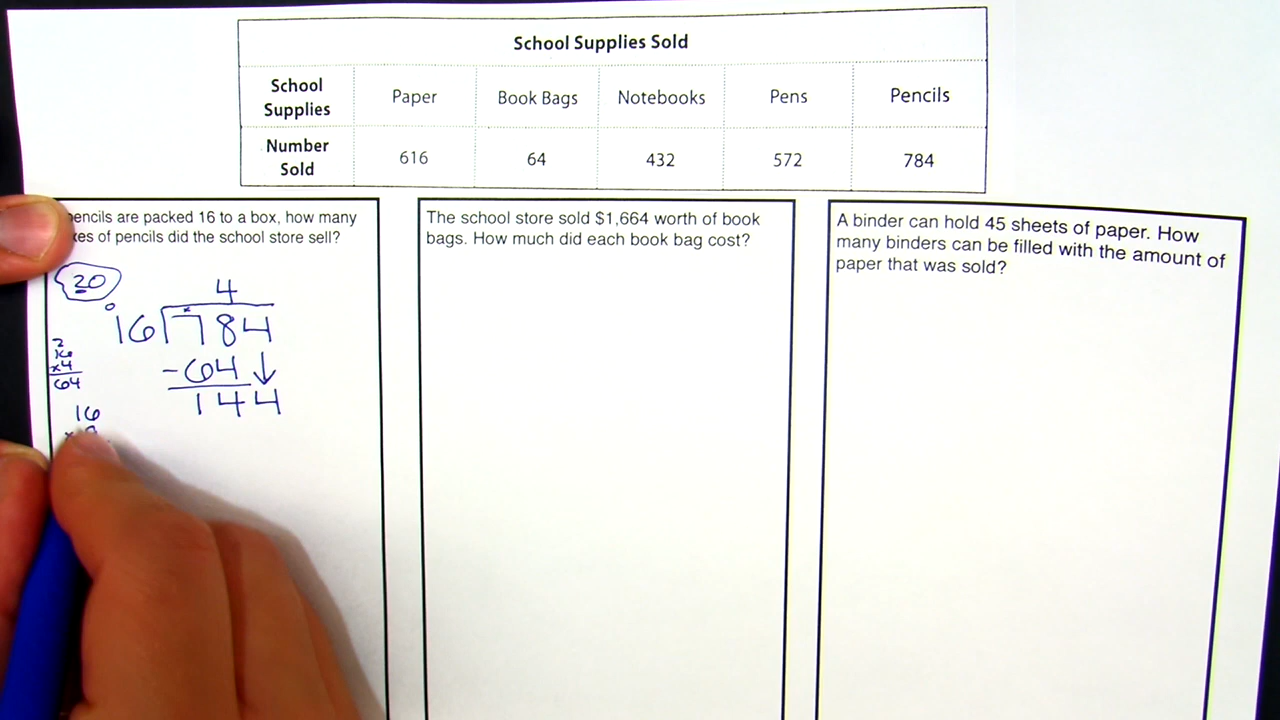 School Supplies Sold
School Supplies Paper Book Bags Notebooks Pens Pencils
Number Sold 616 64 432 572 784
pencils are packed 16 to a box, how many
of pencils did the school store sell?
20
4
16 784
-64 ↓
144
2
16
x4
64
16
The school store sold $1,664 worth of book
bags. How much did each book bag cost?
A binder can hold 45 sheets of paper. How
many binders can be filled with the amount of
paper that was sold?